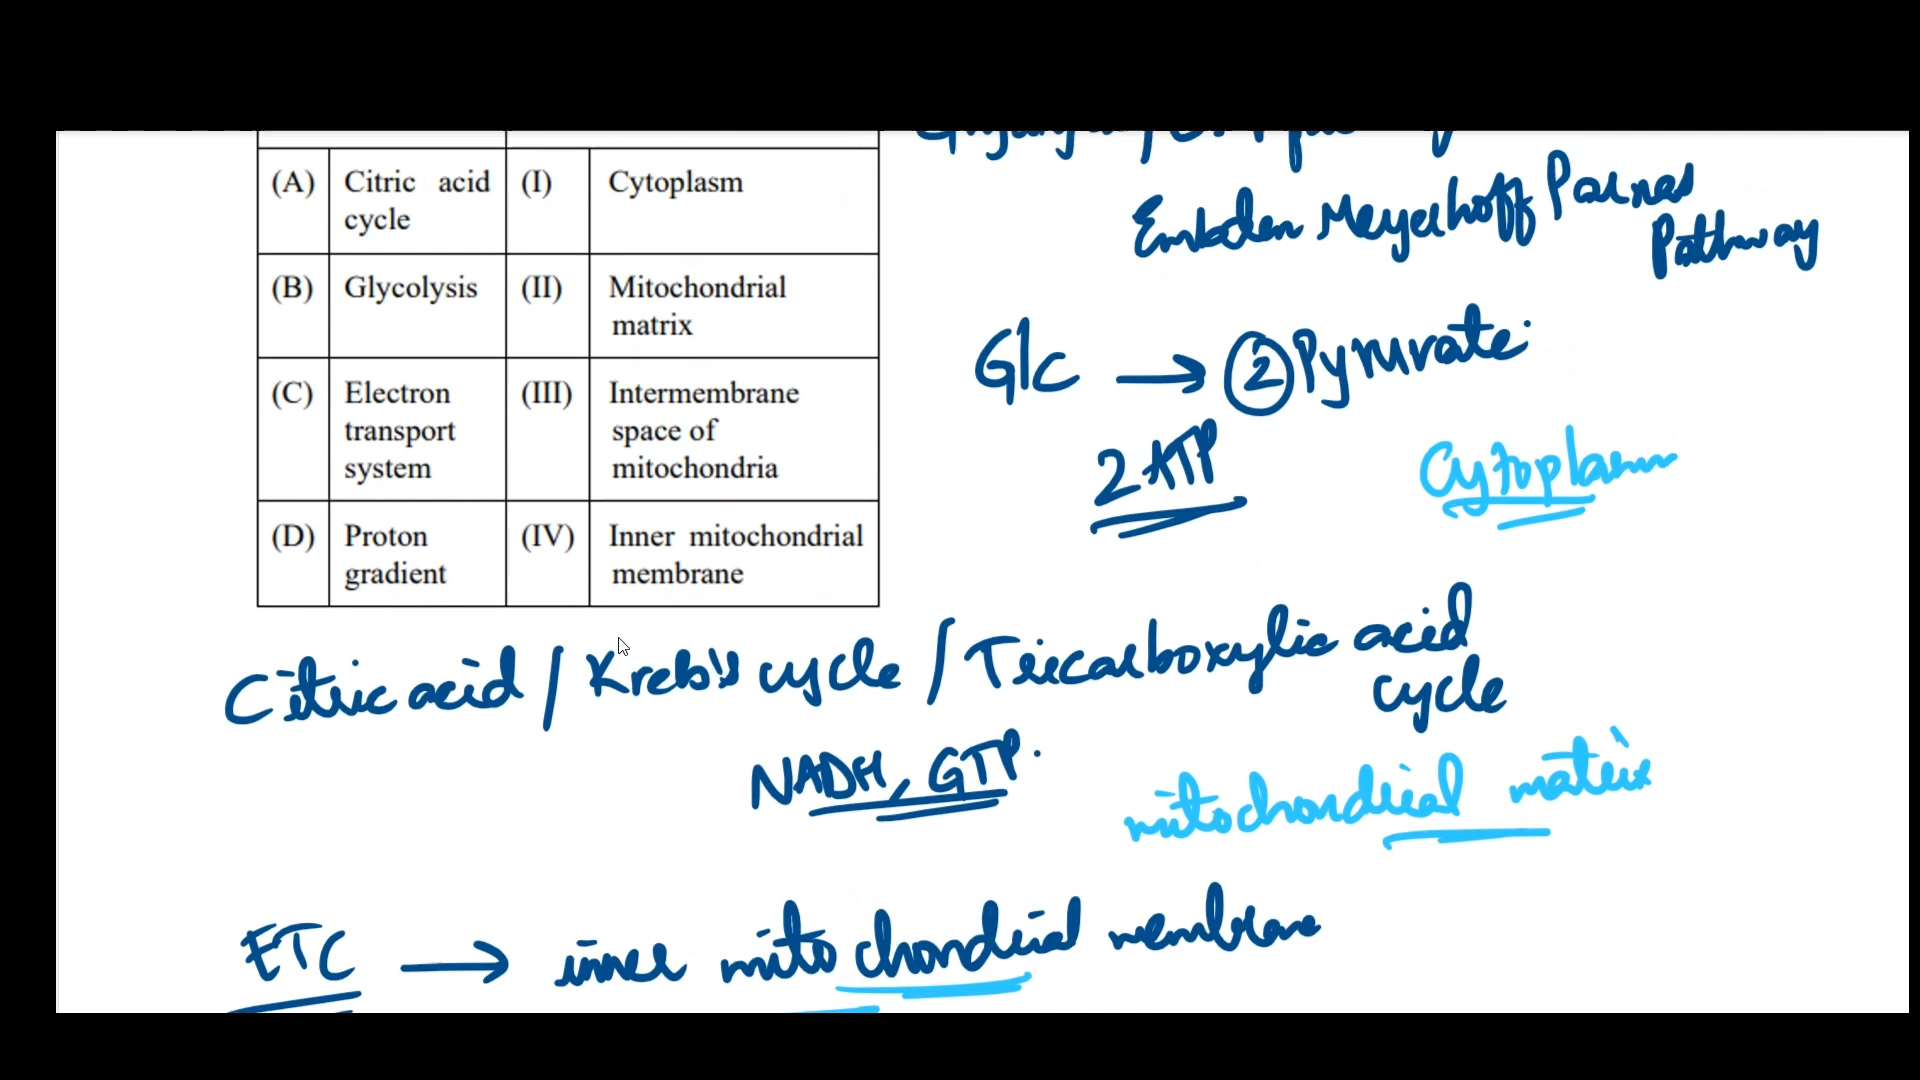 (A) Citric acid cycle (I) Cytoplasm
(B) Glycolysis (II) Mitochondrial matrix
(C) Electron transport system (III) Intermembrane space of mitochondria
(D) Proton gradient (IV) Inner mitochondrial membrane
Embden Meyerhoff Parnas
Pathway
Glc → 2 Pyruvate
2 ATP
Cytoplasm
Citric acid / Kreb's cycle / Tricarboxylic acid
cycle
NADH, GTP.
mitochondrial matrix
ETC → inner mitochondrial membrane